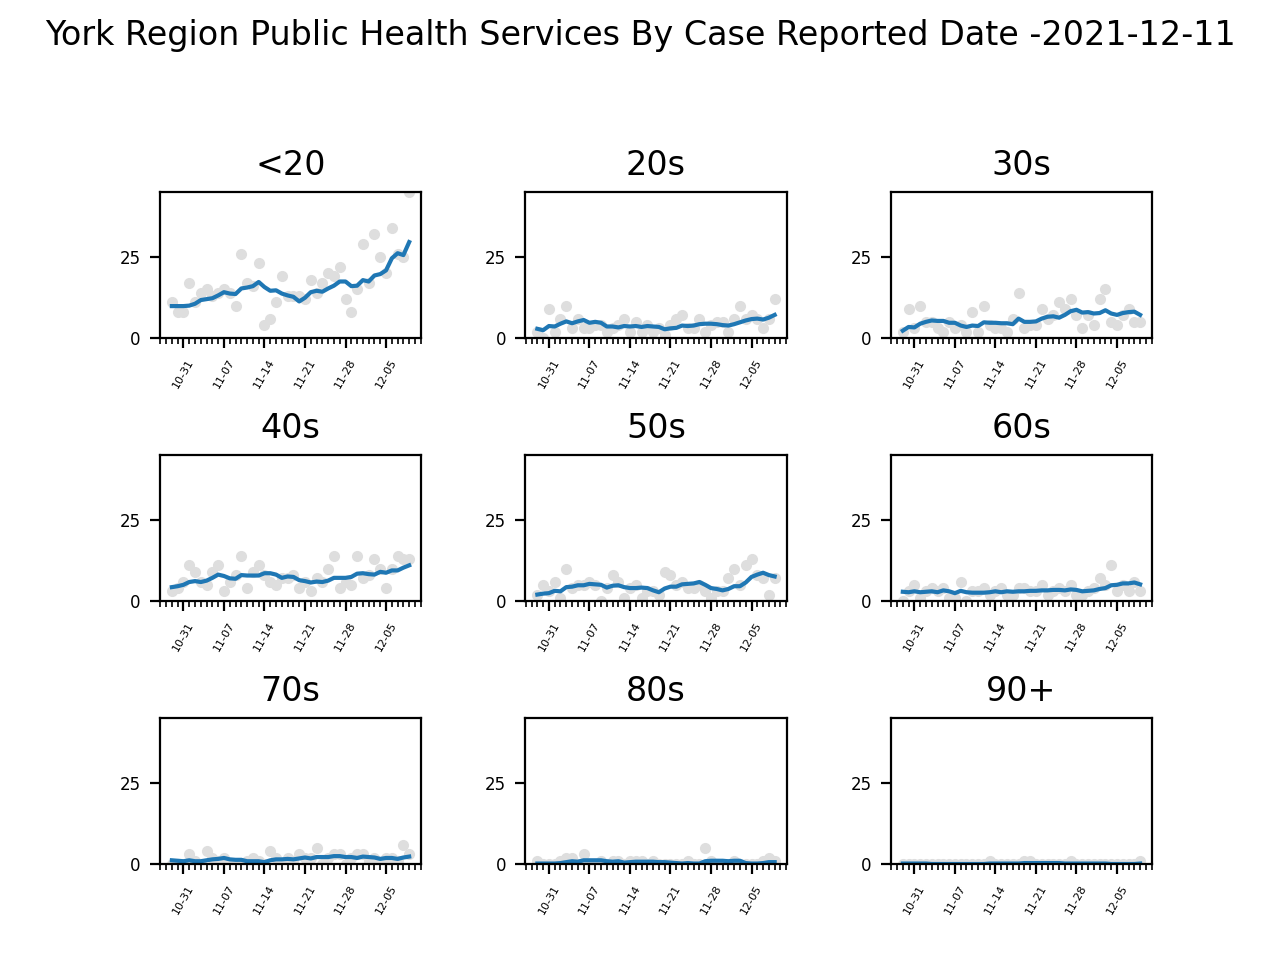 York Region Public Health Services By Case Reported Date -2021-12-11
<20 20s 30s
25 25 25
0 0 0
10-31 11-07 11-14 11-21 11-28 12-05 10-31 11-07 11-14 11-21 11-28 12-05 10-31 11-07 11-14 11-21 11-28 12-05
40s 50s 60s
25 25 25
0 0 0
10-31 11-07 11-14 11-21 11-28 12-05 10-31 11-07 11-14 11-21 11-28 12-05 10-31 11-07 11-14 11-21 11-28 12-05
70s 80s 90+
25 25 25
0 0 0
10-31 11-07 11-14 11-21 11-28 12-05 10-31 11-07 11-14 11-21 11-28 12-05 10-31 11-07 11-14 11-21 11-28 12-05